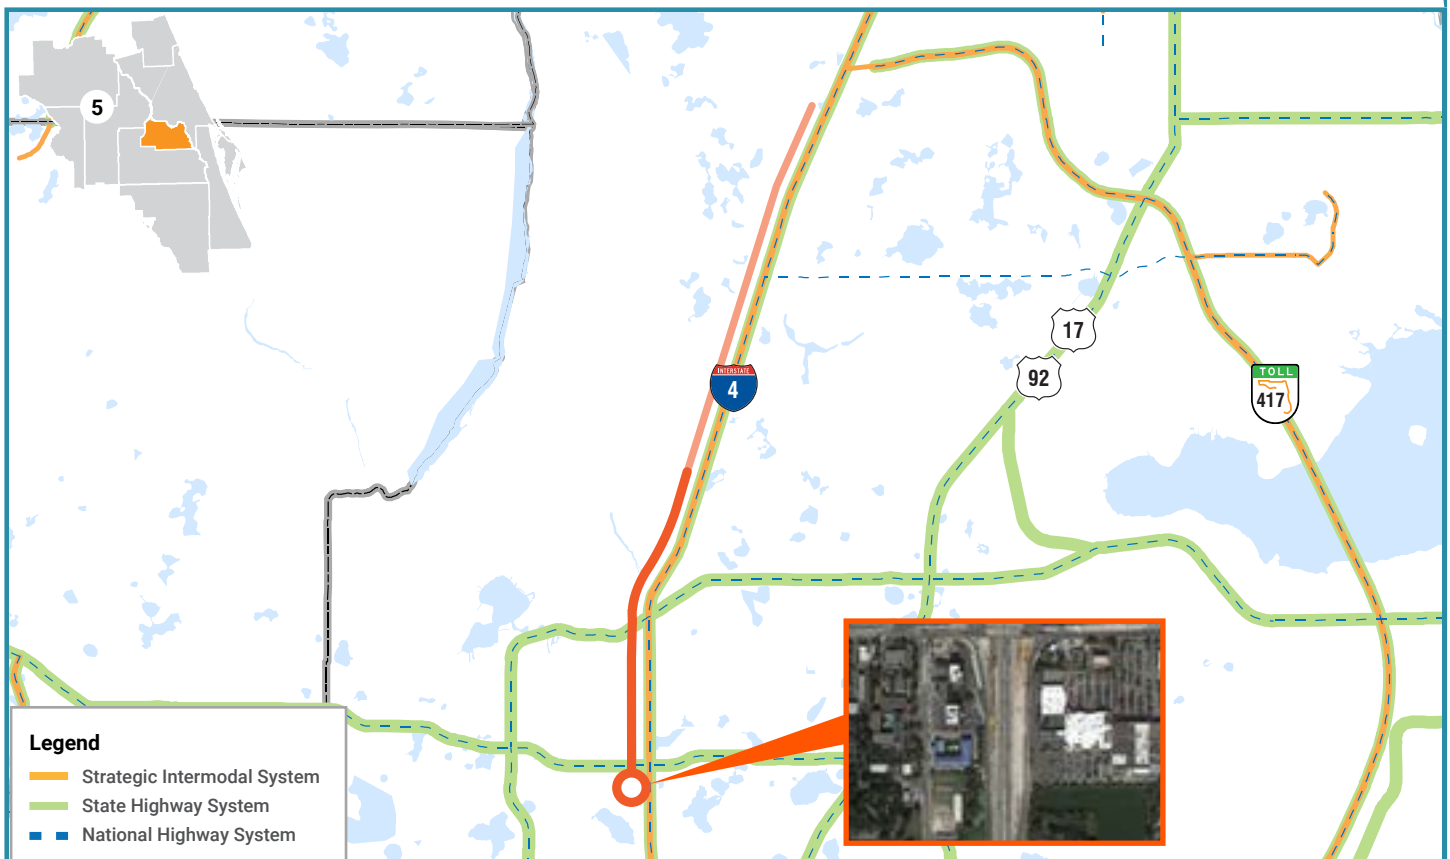 5
17
92
INTERSTATE
4
TOLL
417
Legend
Strategic Intermodal System
State Highway System
National Highway System